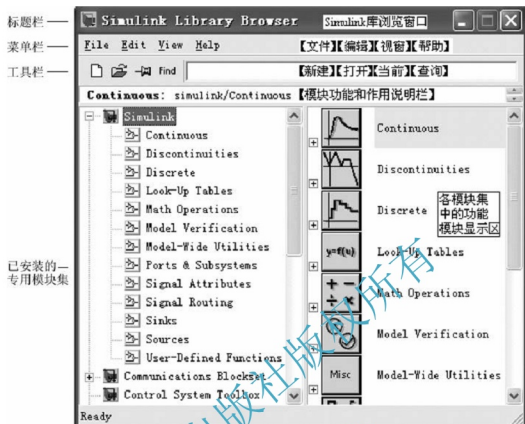 标题栏
Simulink Library Browser
Simulink库浏览窗口
菜单栏
File Edit View Help
【文件】【编辑】【视窗】【帮助】
工具栏
Find
【新建】【打开】【当前】【查询】
Continuous: simulink/Continuous【模块功能和作用说明栏】
已安装的
专用模块集
Simulink
Continuous
Discontinuities
Discrete
Look-Up Tables
Math Operations
Model Verification
Model-Wide Utilities
Ports & Subsystems
Signal Attributes
Signal Routing
Sinks
Sources
User-Defined Functions
Communications Blockset
Control System Toolbox
Continuous
Discontinuities
Discrete
各模块集
中的功能
模块显示区
y=f(u)
Look-Up Tables
Math Operations
Model Verification
Misc
Model-Wide Utilities
Ready
版社版权所有